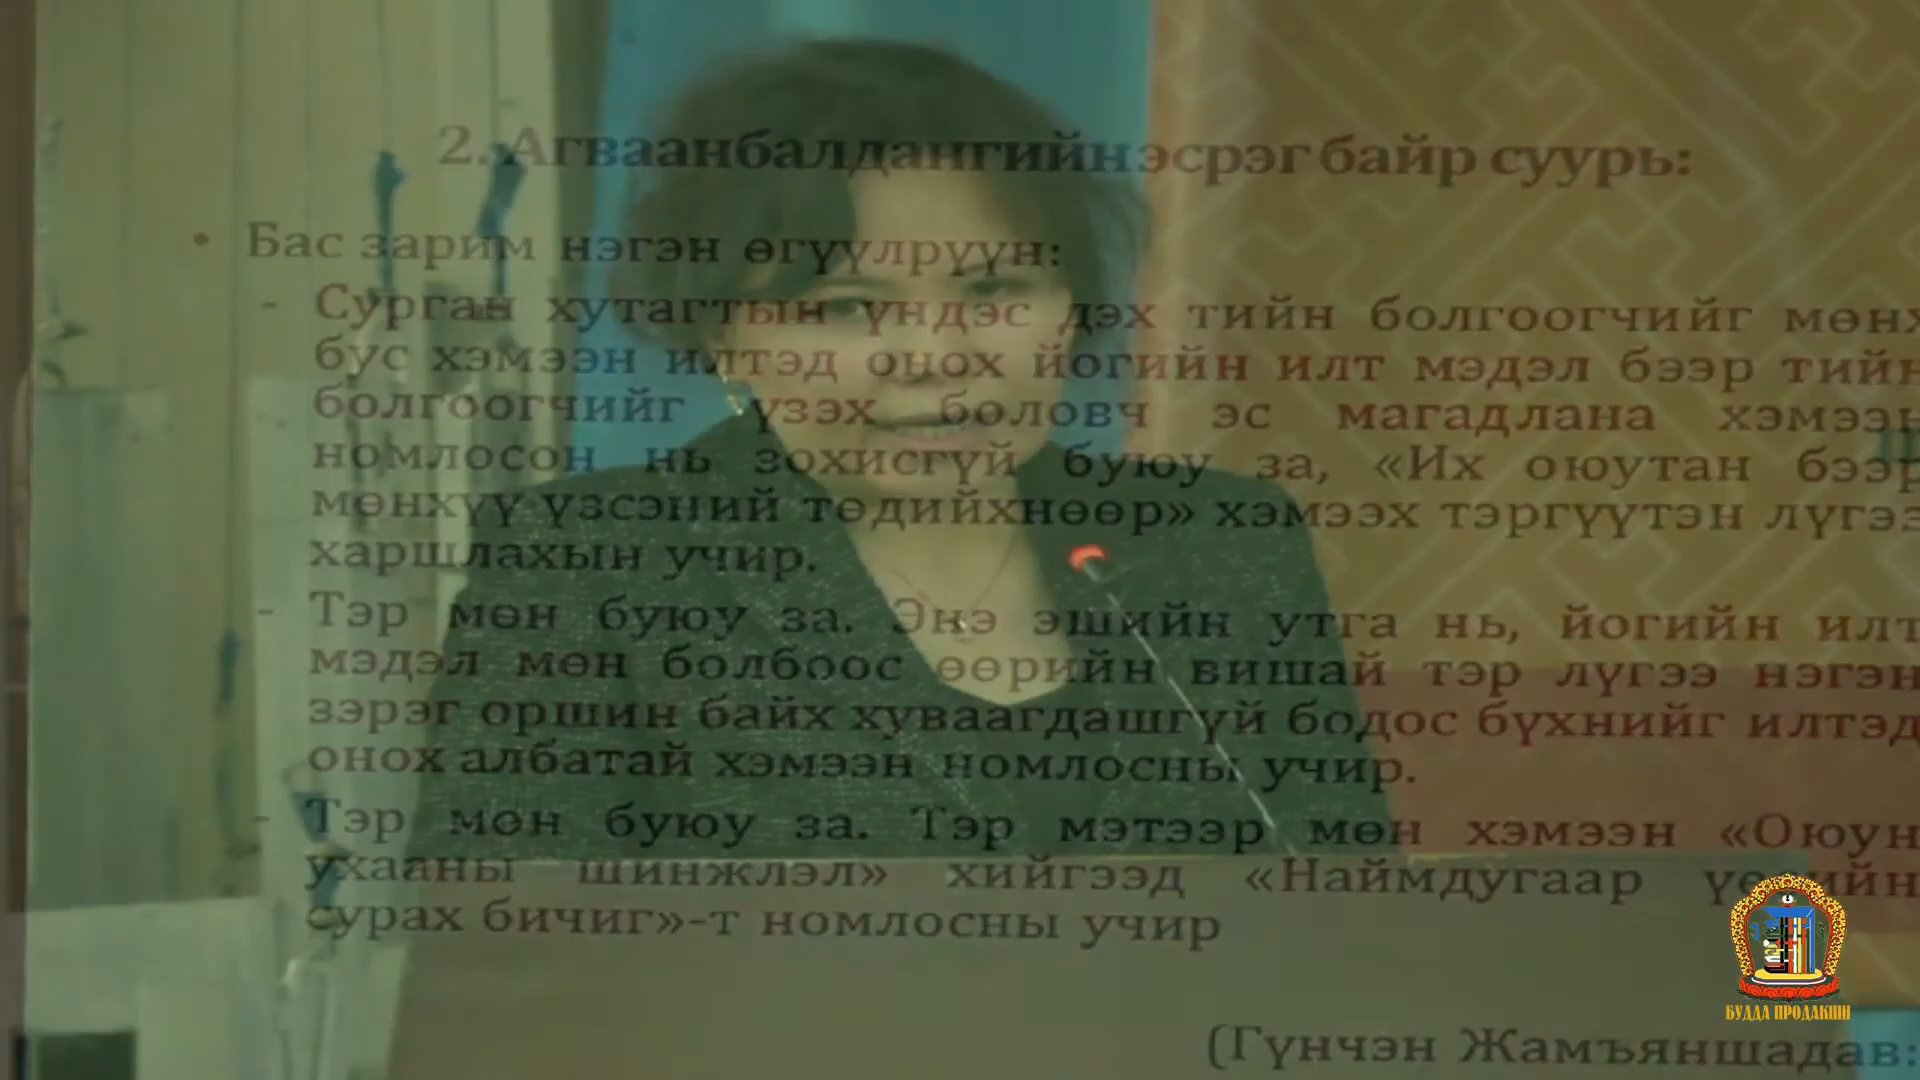 2. Агваанбалдангийн эсрэг байр суурь:
• Бас зарим нэгэн өгүүлрүүн:
- Сурган хутагтын үндэс дэх тийн болгоогчийг мөнх
бус хэмээн илтэд онох йогийн илт мэдэл бээр тийн
болгоогчийг үзэх боловч эс магадлана хэмээн
номлосон нь зохисгүй буюу за, «Их оюутан бээр
мөнхүү үзсэний төдийхнөөр» хэмээх тэргүүтэн лүгээ
харшлахын учир.
- Тэр мөн буюу за. Энэ эшийн утга нь, йогийн илт
мэдэл мөн болбоос өөрийн вишай тэр лүгээ нэгэн
зэрэг оршин байх хуваагдашгүй бодос бүхнийг илтэд
онох албатай хэмээн номлосны учир.
- Тэр мөн буюу за. Тэр мэтээр мөн хэмээн «Оюун
ухааны шинжлэл» хийгээд «Наймдугаар үеийн
сурах бичиг»-т номлосны учир
(Гүнчэн Жамъяншадав:
БУДДА ПРОДАКШН